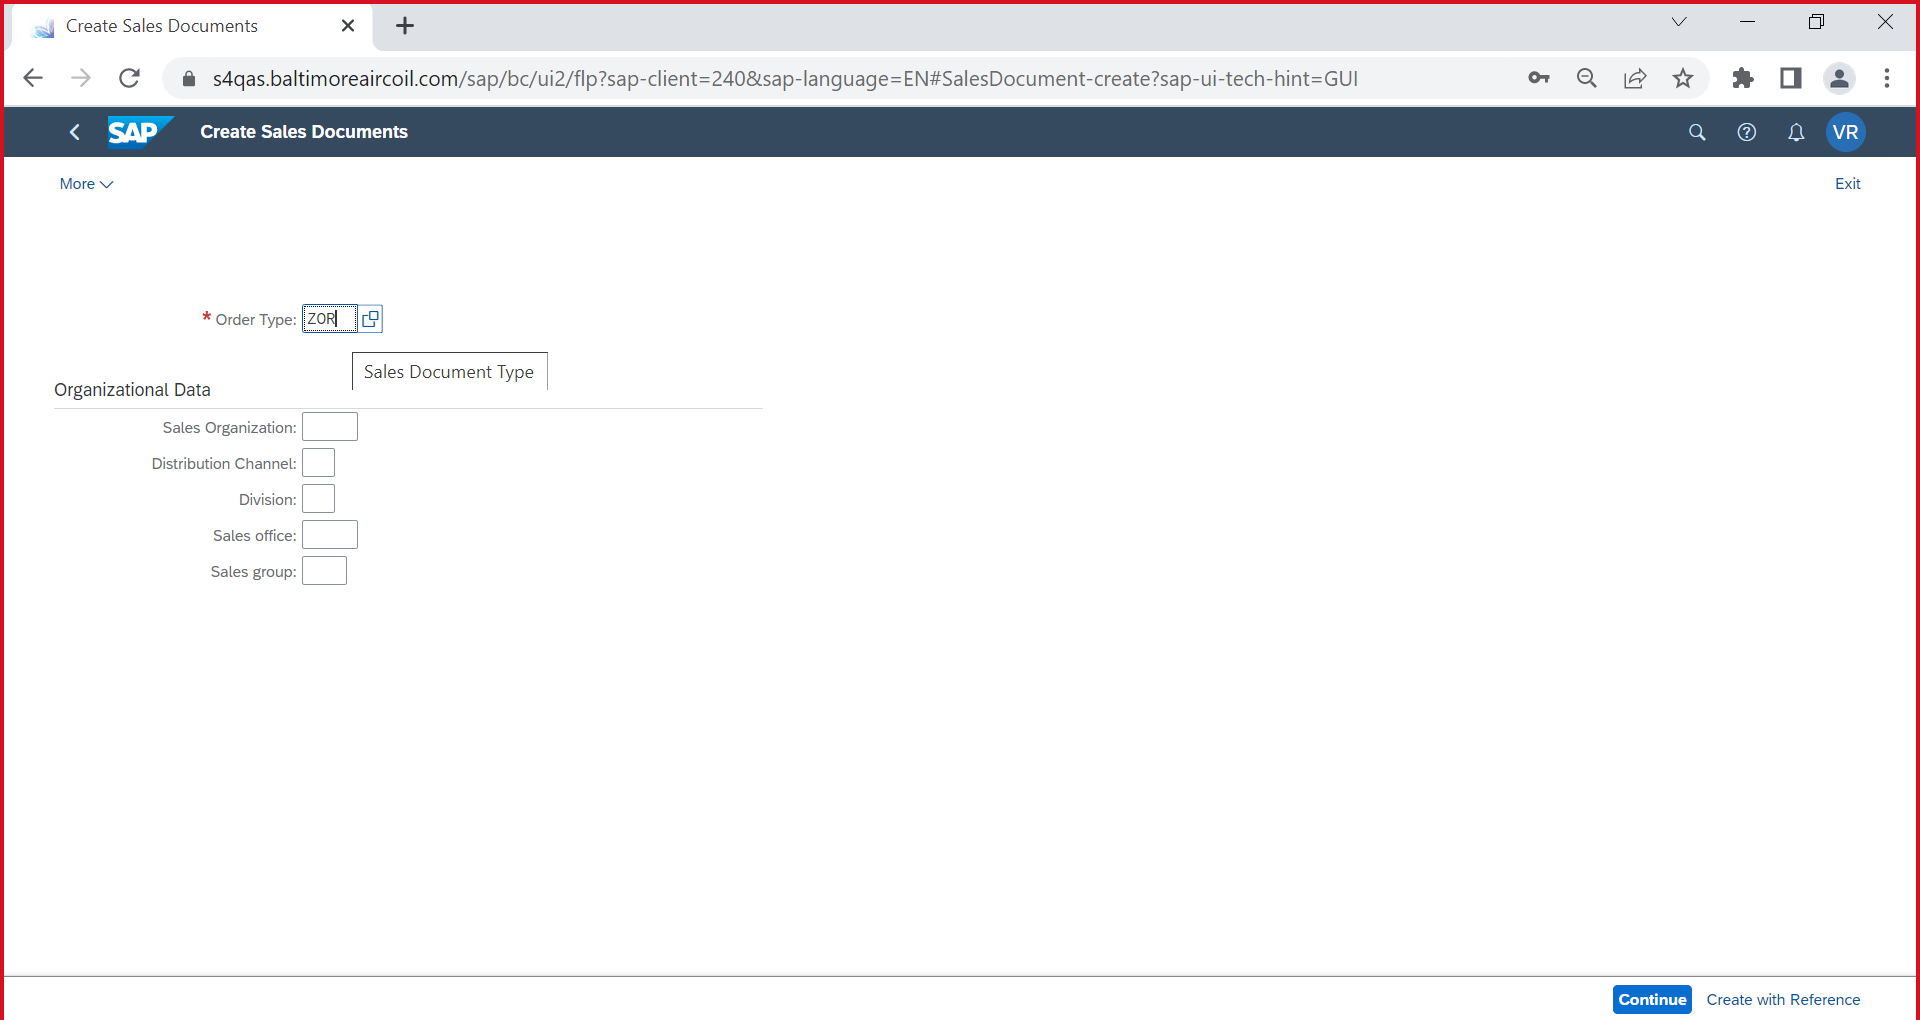 Create Sales Documents
s4qas.baltimoreaircoil.com/sap/bc/ui2/flp?sap-client=240&sap-language=EN#SalesDocument-create?sap-ui-tech-hint=GUI
SAP Create Sales Documents VR
More Exit
* Order Type: ZOR
Sales Document Type
Organizational Data
Sales Organization:
Distribution Channel:
Division:
Sales office:
Sales group:
Continue Create with Reference